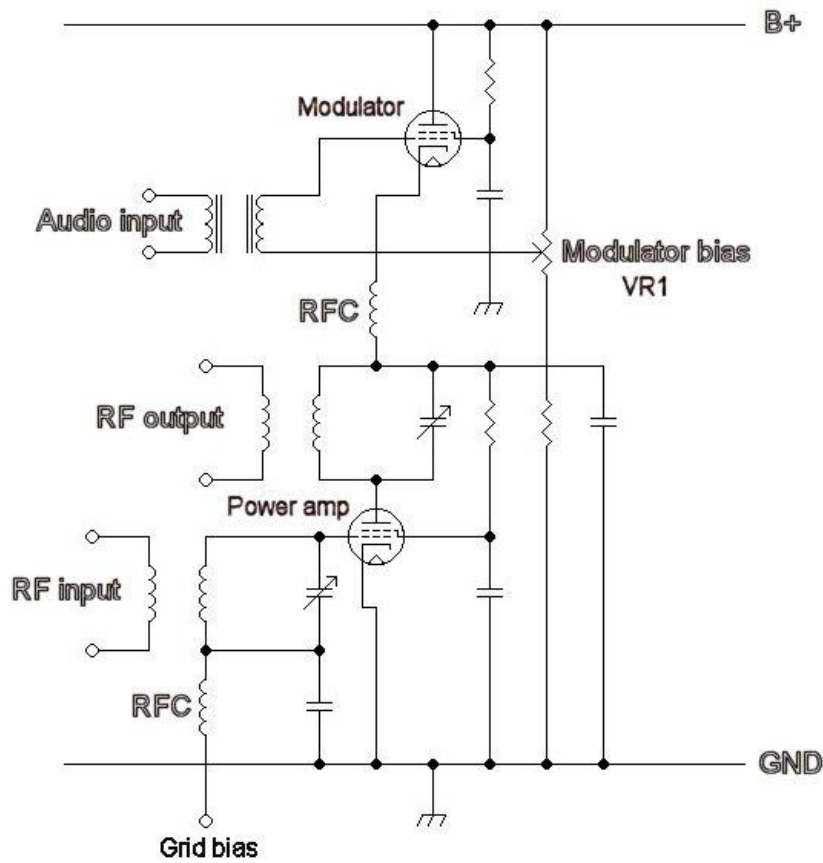 B+
Modulator
Audio input
Modulator bias
VR1
RFC
RF output
Power amp
RF input
RFC
GND
Grid bias